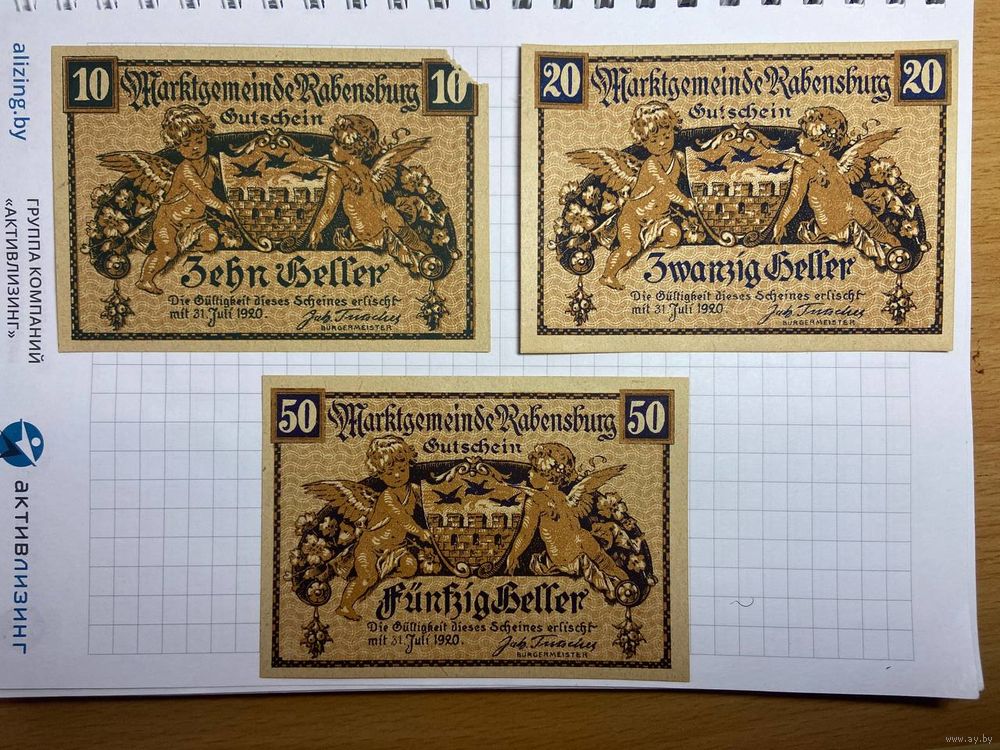 alizing.by
ГРУППА КОМПАНИЙ
«АКТИВЛИЗИНГ»
АКТИВЛИЗИНГ
10 Marktgemeinde Rabensburg 10
Gutschein
Zehn Heller
Die Gültigkeit dieses Scheines erlischt
mit 31. Juli 1920.
BÜRGERMEISTER
20 Marktgemeinde Rabensburg 20
Gutschein
Zwanzig Heller
Die Gültigkeit dieses Scheines erlischt
mit 31. Juli 1920
BÜRGERMEISTER
50 Marktgemeinde Rabensburg 50
Gutschein
Fünfzig Heller
Die Gültigkeit dieses Scheines erlischt
mit 31. Juli 1920.
BÜRGERMEISTER
www.ay.by